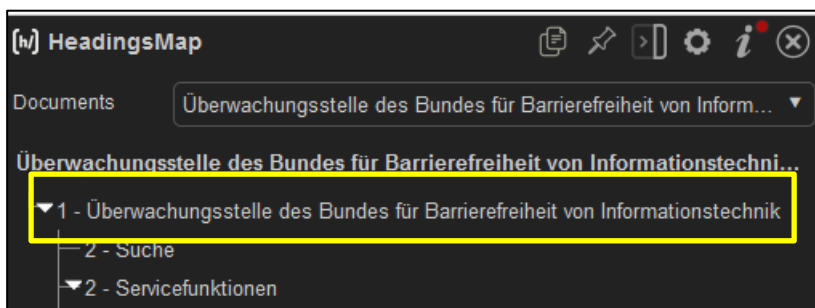 [h/] HeadingsMap
Documents Überwachungsstelle des Bundes für Barrierefreiheit von Inform...
Überwachungsstelle des Bundes für Barrierefreiheit von Informationstechni...
1 - Überwachungsstelle des Bundes für Barrierefreiheit von Informationstechnik
2 - Suche
2 - Servicefunktionen